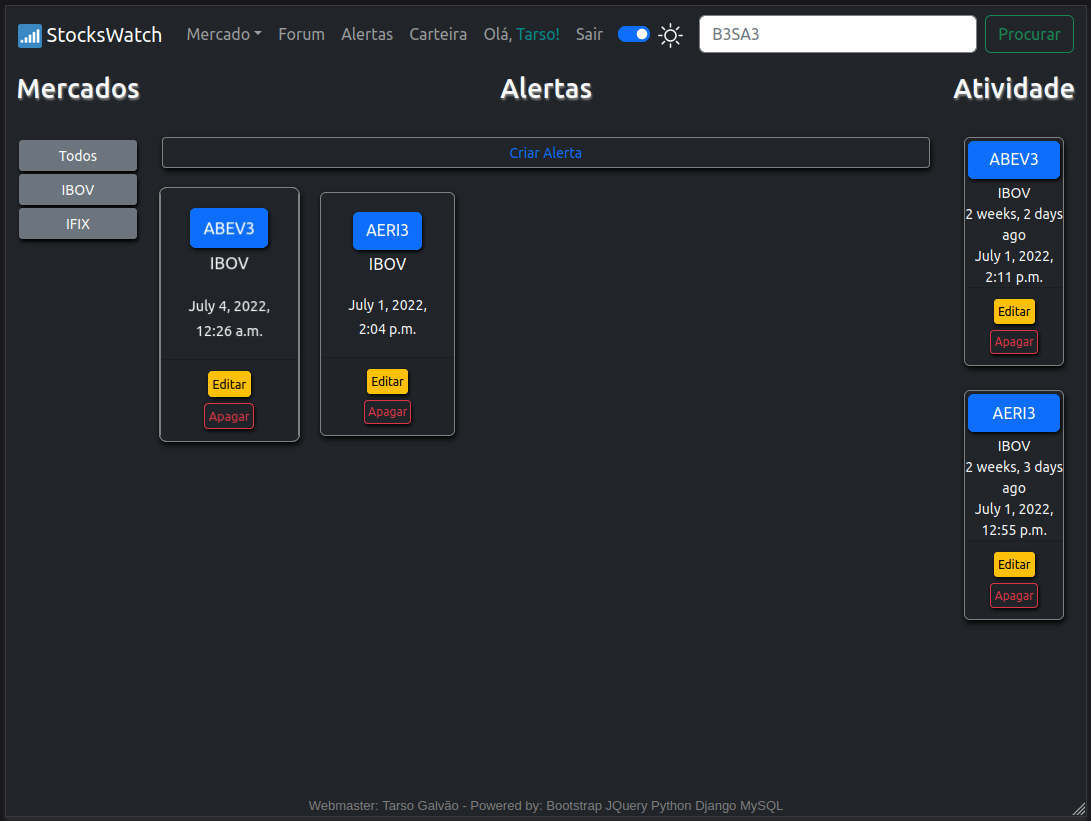 StocksWatch Mercado Forum Alertas Carteira Olá, Tarso! Sair B3SA3 Procurar
Mercados
Todos
IBOV
IFIX
Alertas
Criar Alerta
ABEV3
IBOV
July 4, 2022,
12:26 a.m.
Editar
Apagar
AERI3
IBOV
July 1, 2022,
2:04 p.m.
Editar
Apagar
Atividade
ABEV3
IBOV
2 weeks, 2 days
ago
July 1, 2022,
2:11 p.m.
Editar
Apagar
AERI3
IBOV
2 weeks, 3 days
ago
July 1, 2022,
12:55 p.m.
Editar
Apagar
Webmaster: Tarso Galvão - Powered by: Bootstrap JQuery Python Django MySQL